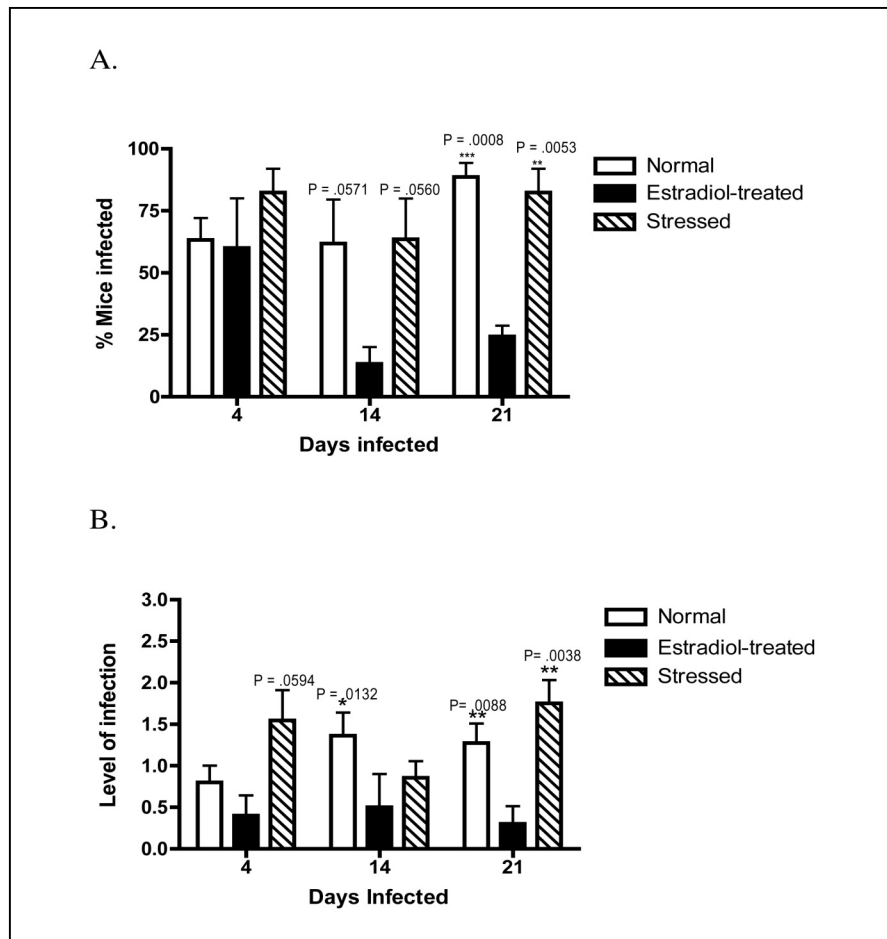 A.
P = .0008
P = .0053
*** **
100
Normal
P = .0571 P = .0560
Estradiol-treated
75
Stressed
% Mice infected
50
25
0
4 14 21
Days infected
B.
3.0
Normal
2.5
Estradiol-treated
P= .0038
2.0
P = .0594
**
Stressed
P = .0132
P= .0088
* **
Level of infection
1.5
1.0
0.5
0.0
4 14 21
Days Infected